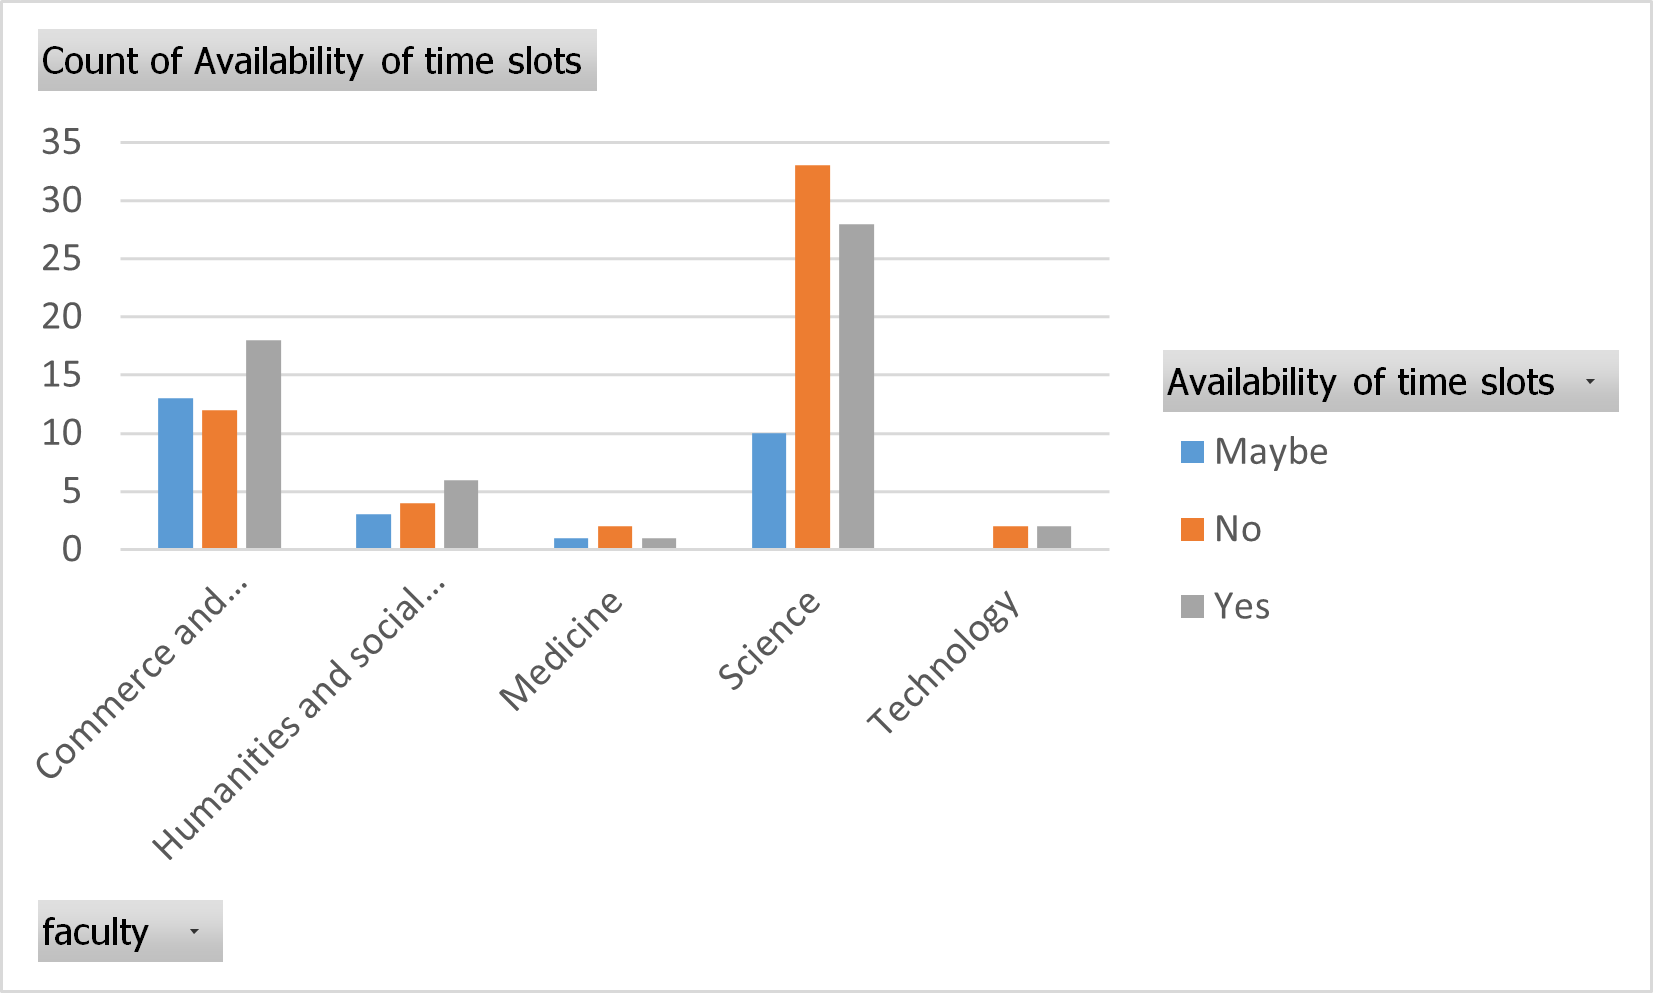 Count of Availability of time slots
35
30
25
20
15
10
5
0
Commerce and...
Humanities and social...
Medicine
Science
Technology
Availability of time slots
Maybe
No
Yes
faculty